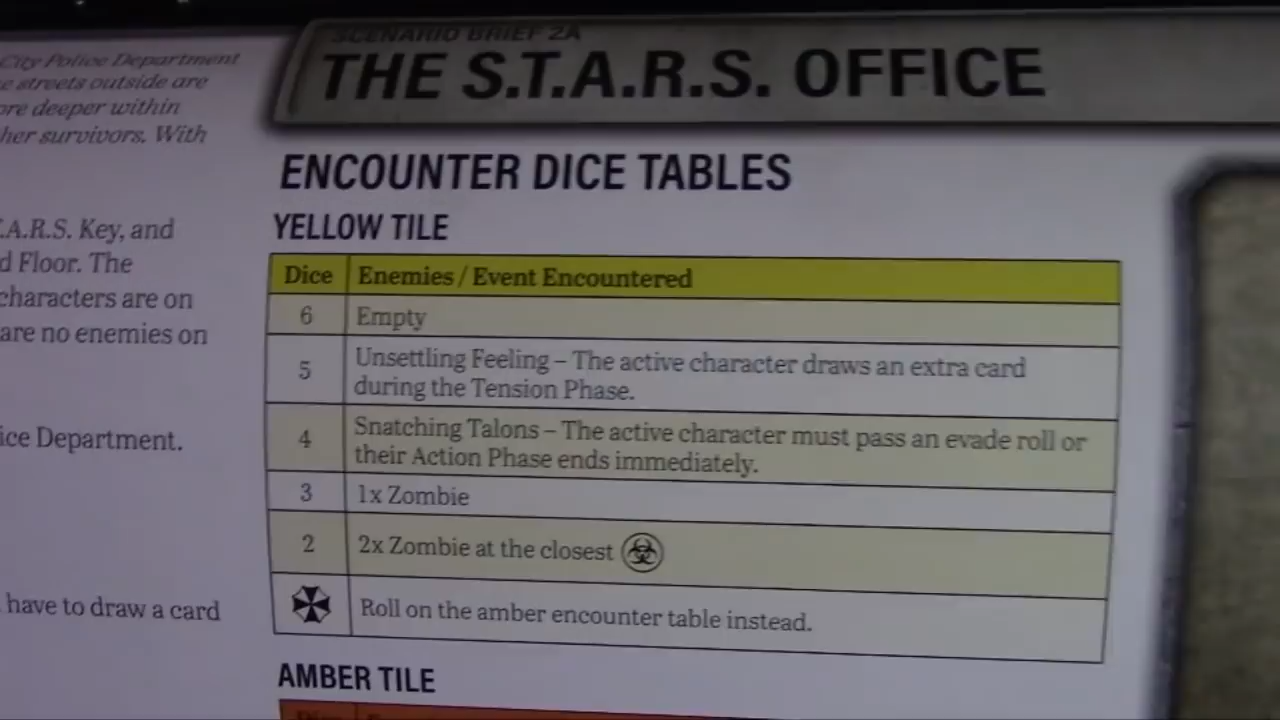 City Police Department
streets outside are
deeper within
survivors. With
.A.R.S. Key, and
Floor. The
characters are on
are no enemies on
Department.
have to draw a card
SCENARIO BRIEF 2A
THE S.T.A.R.S. OFFICE
ENCOUNTER DICE TABLES
YELLOW TILE
Dice Enemies / Event Encountered
6 Empty
5 Unsettling Feeling – The active character draws an extra card
during the Tension Phase.
4 Snatching Talons – The active character must pass an evade roll or
their Action Phase ends immediately.
3 1x Zombie
2 2x Zombie at the closest
Roll on the amber encounter table instead.
AMBER TILE